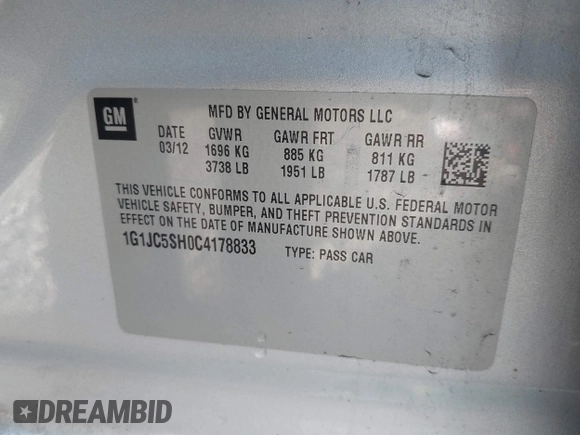 GM ®
MFD BY GENERAL MOTORS LLC
DATE GVWR GAWR FRT GAWR RR
03/12 1696 KG 885 KG 811 KG
3738 LB 1951 LB 1787 LB
THIS VEHICLE CONFORMS TO ALL APPLICABLE U.S. FEDERAL MOTOR
VEHICLE SAFETY, BUMPER, AND THEFT PREVENTION STANDARDS IN
EFFECT ON THE DATE OF MANUFACTURE SHOWN ABOVE.
1G1JC5SH0C4178833 TYPE: PASS CAR
DREAMBID